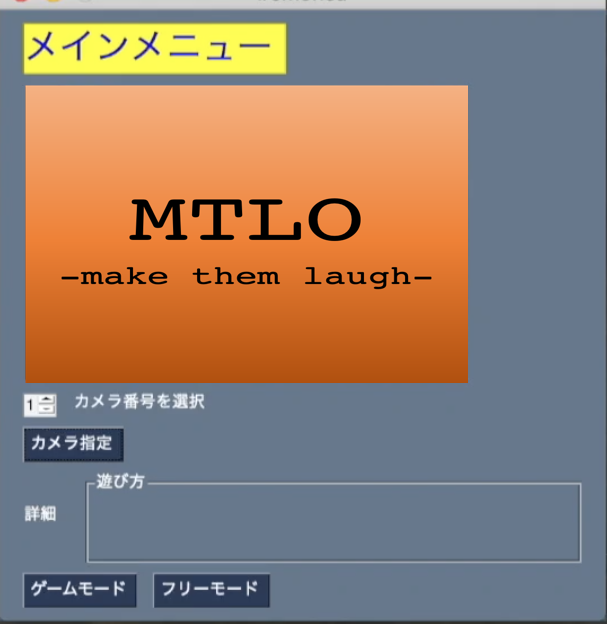 メインメニュー
MTLO
-make them laugh-
1 カメラ番号を選択
カメラ指定
遊び方
詳細
ゲームモード フリーモード